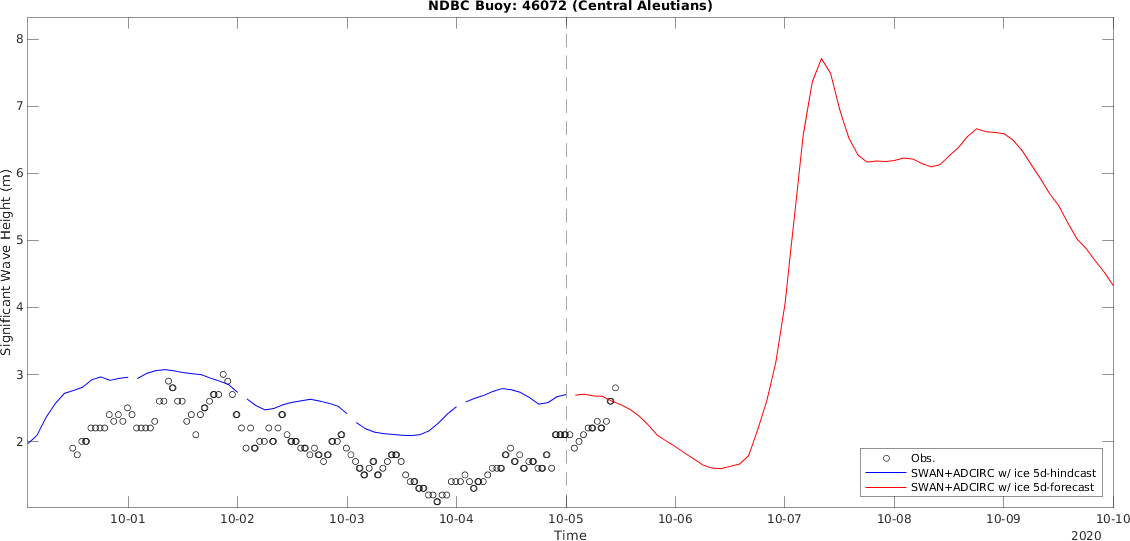 NDBC Buoy: 46072 (Central Aleutians)
8
7
6
5
4
3
2
Significant Wave Height (m)
Obs.
SWAN+ADCIRC w/ ice 5d-hindcast
SWAN+ADCIRC w/ ice 5d-forecast
10-01 10-02 10-03 10-04 10-05 10-06 10-07 10-08 10-09 10-10
Time
2020